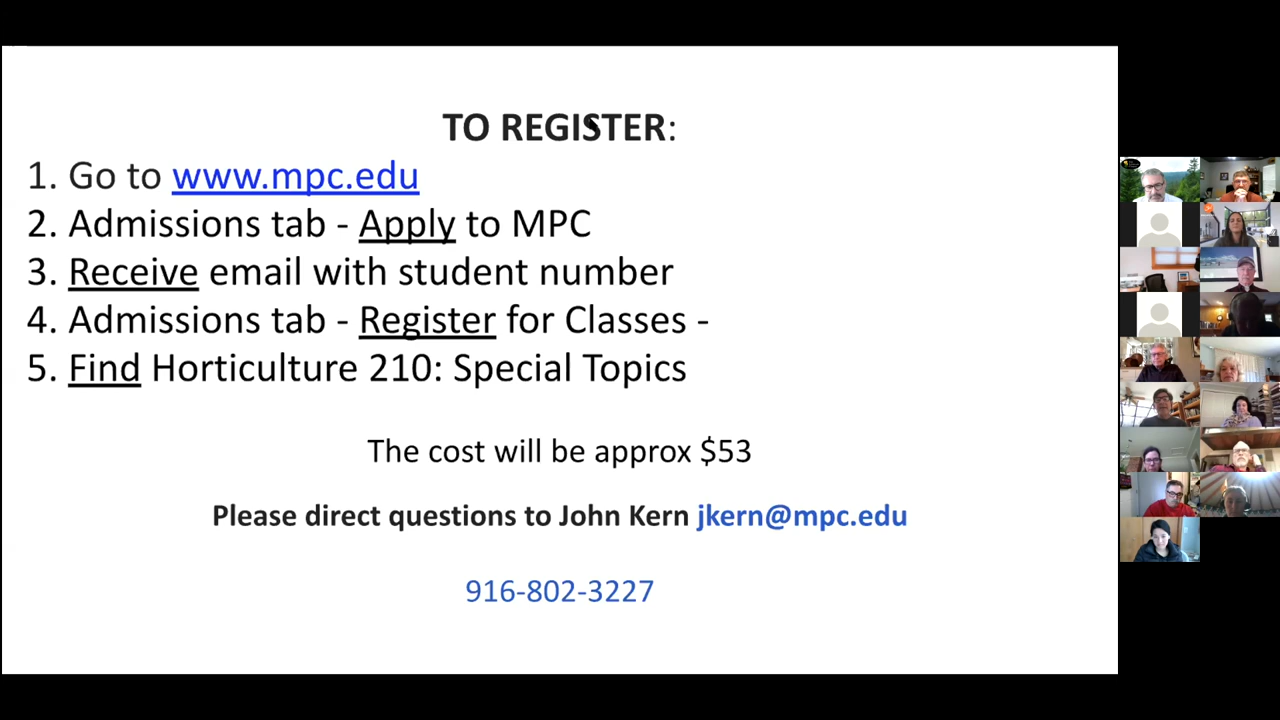 TO REGISTER:
1. Go to www.mpc.edu
2. Admissions tab - Apply to MPC
3. Receive email with student number
4. Admissions tab - Register for Classes -
5. Find Horticulture 210: Special Topics
The cost will be approx $53
Please direct questions to John Kern jkern@mpc.edu
916-802-3227